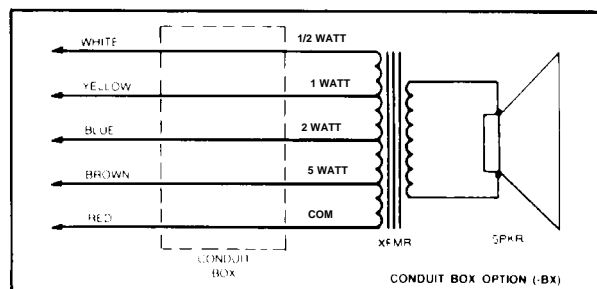 WHITE 1/2 WATT
YELLOW 1 WATT
BLUE 2 WATT
BROWN 5 WATT
RED COM
XFMR SPKR
CONDUIT
BOX
CONDUIT BOX OPTION (-BX)